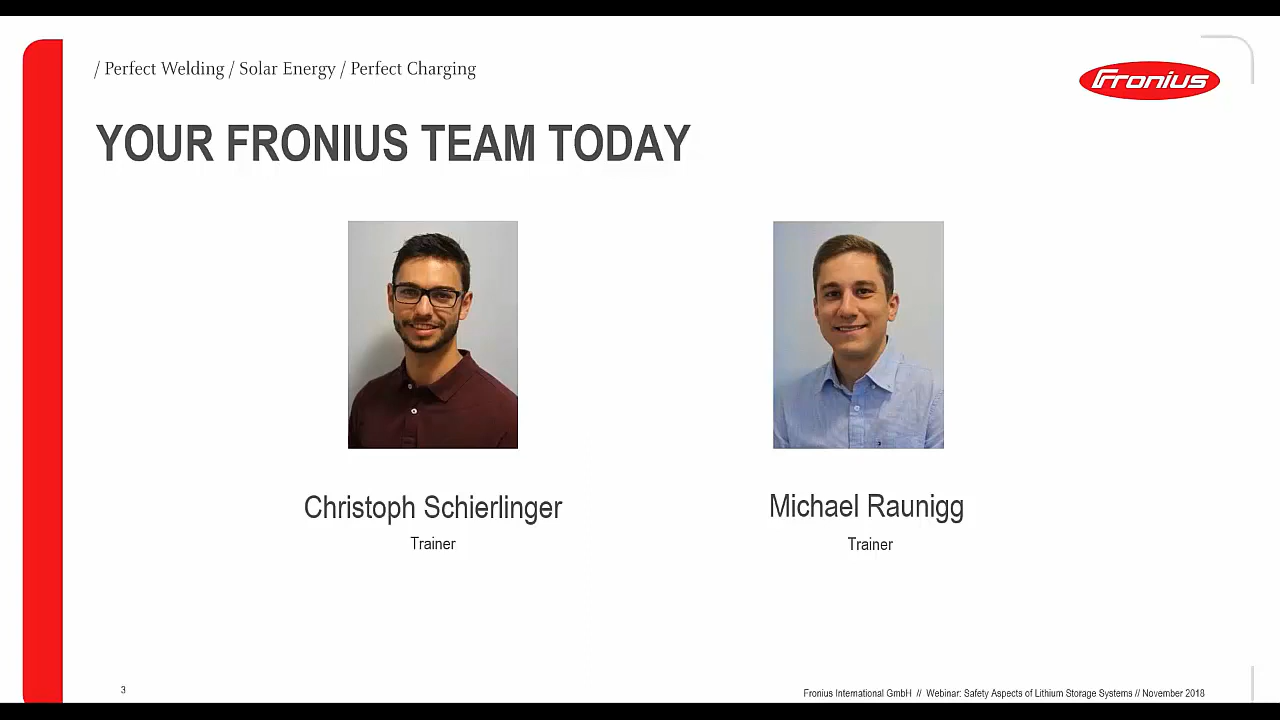 / Perfect Welding / Solar Energy / Perfect Charging
Fronius
YOUR FRONIUS TEAM TODAY
Christoph Schierlinger
Michael Raunigg
Trainer
Trainer
3
Fronius International GmbH // Webinar: Safety Aspects of Lithium Storage Systems // November 2018